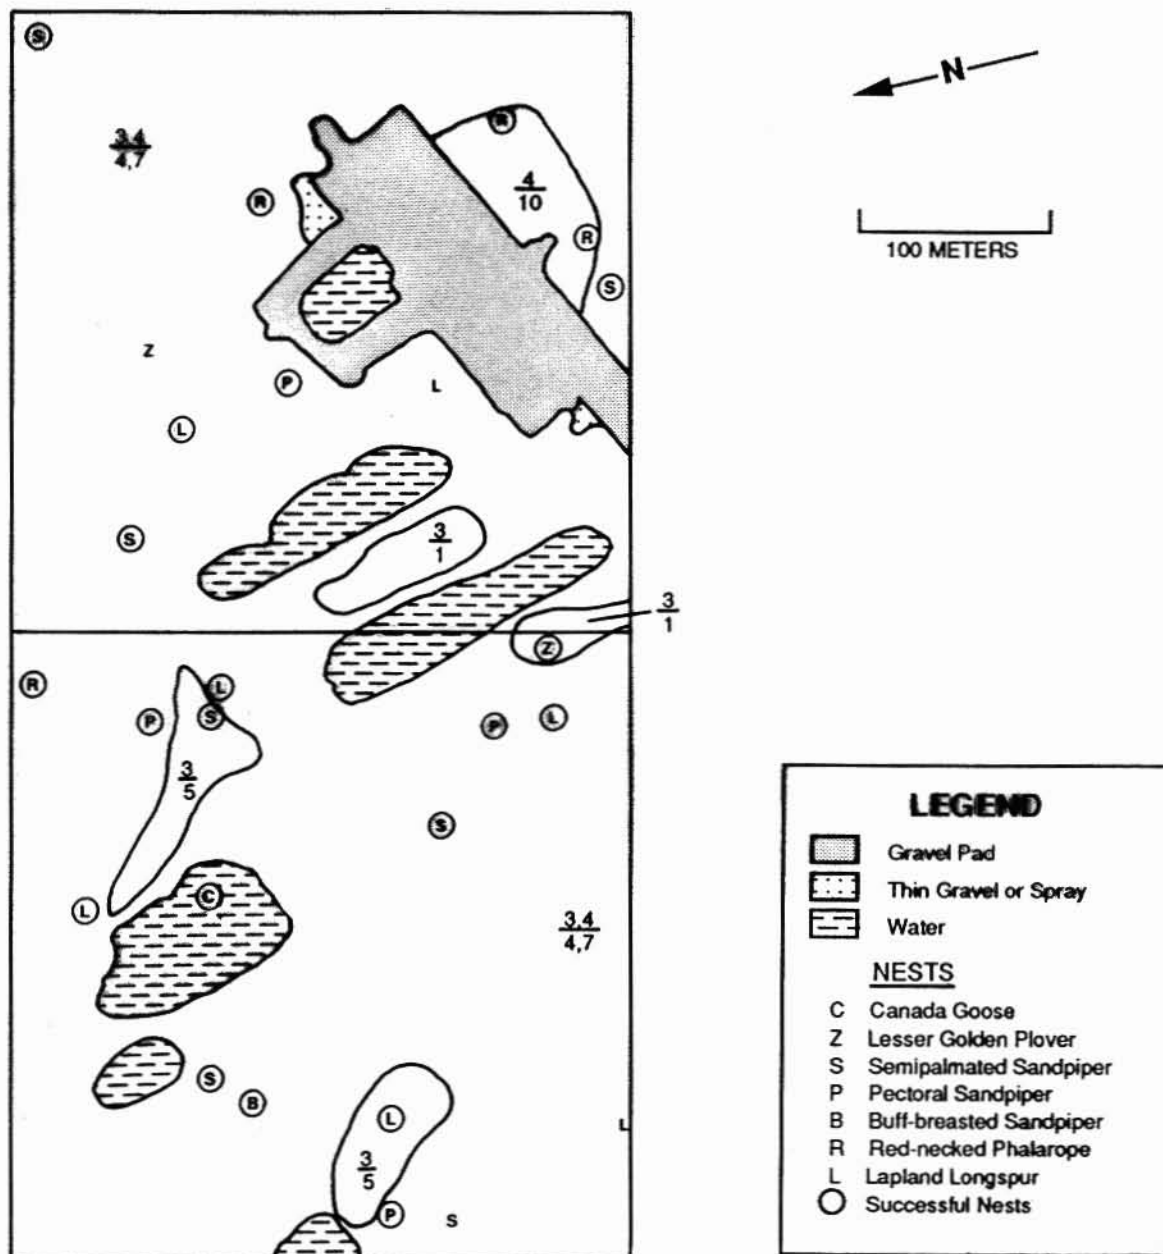 S
N
3,4
4,7
R
4
10
R
R
S
100 METERS
Z
P
L
L
S
3
1
3
1
Z
R
L
P
S
P
L
3
5
S
L
C
3,4
4,7
S
B
L
L
3
5
P
S
LEGEND
Gravel Pad
Thin Gravel or Spray
Water
NESTS
C Canada Goose
Z Lesser Golden Plover
S Semipalmated Sandpiper
P Pectoral Sandpiper
B Buff-breasted Sandpiper
R Red-necked Phalarope
L Lapland Longspur
Successful Nests